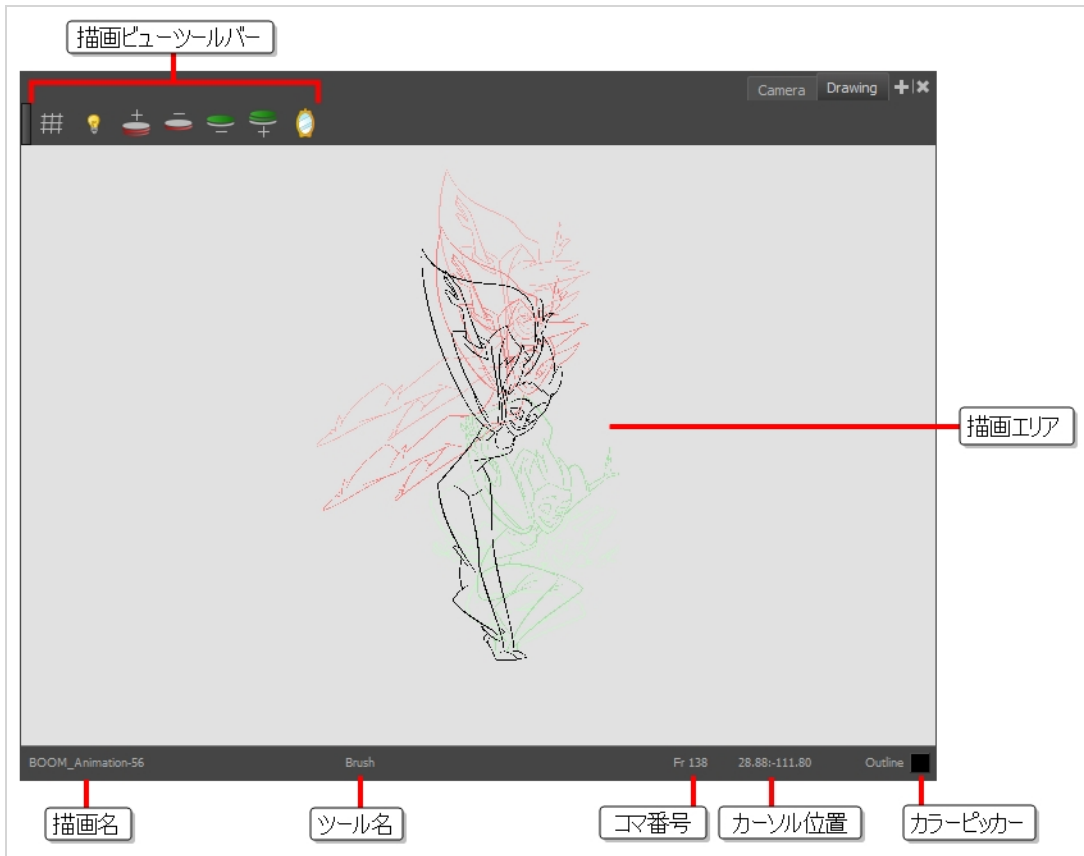 描画ビューツールバー
Camera
Drawing
描画エリア
BOOM_Animation-56
Brush
Fr 138
28.88:-111.80
Outline
描画名
ツール名
コマ番号
カーソル位置
カラーピッカー